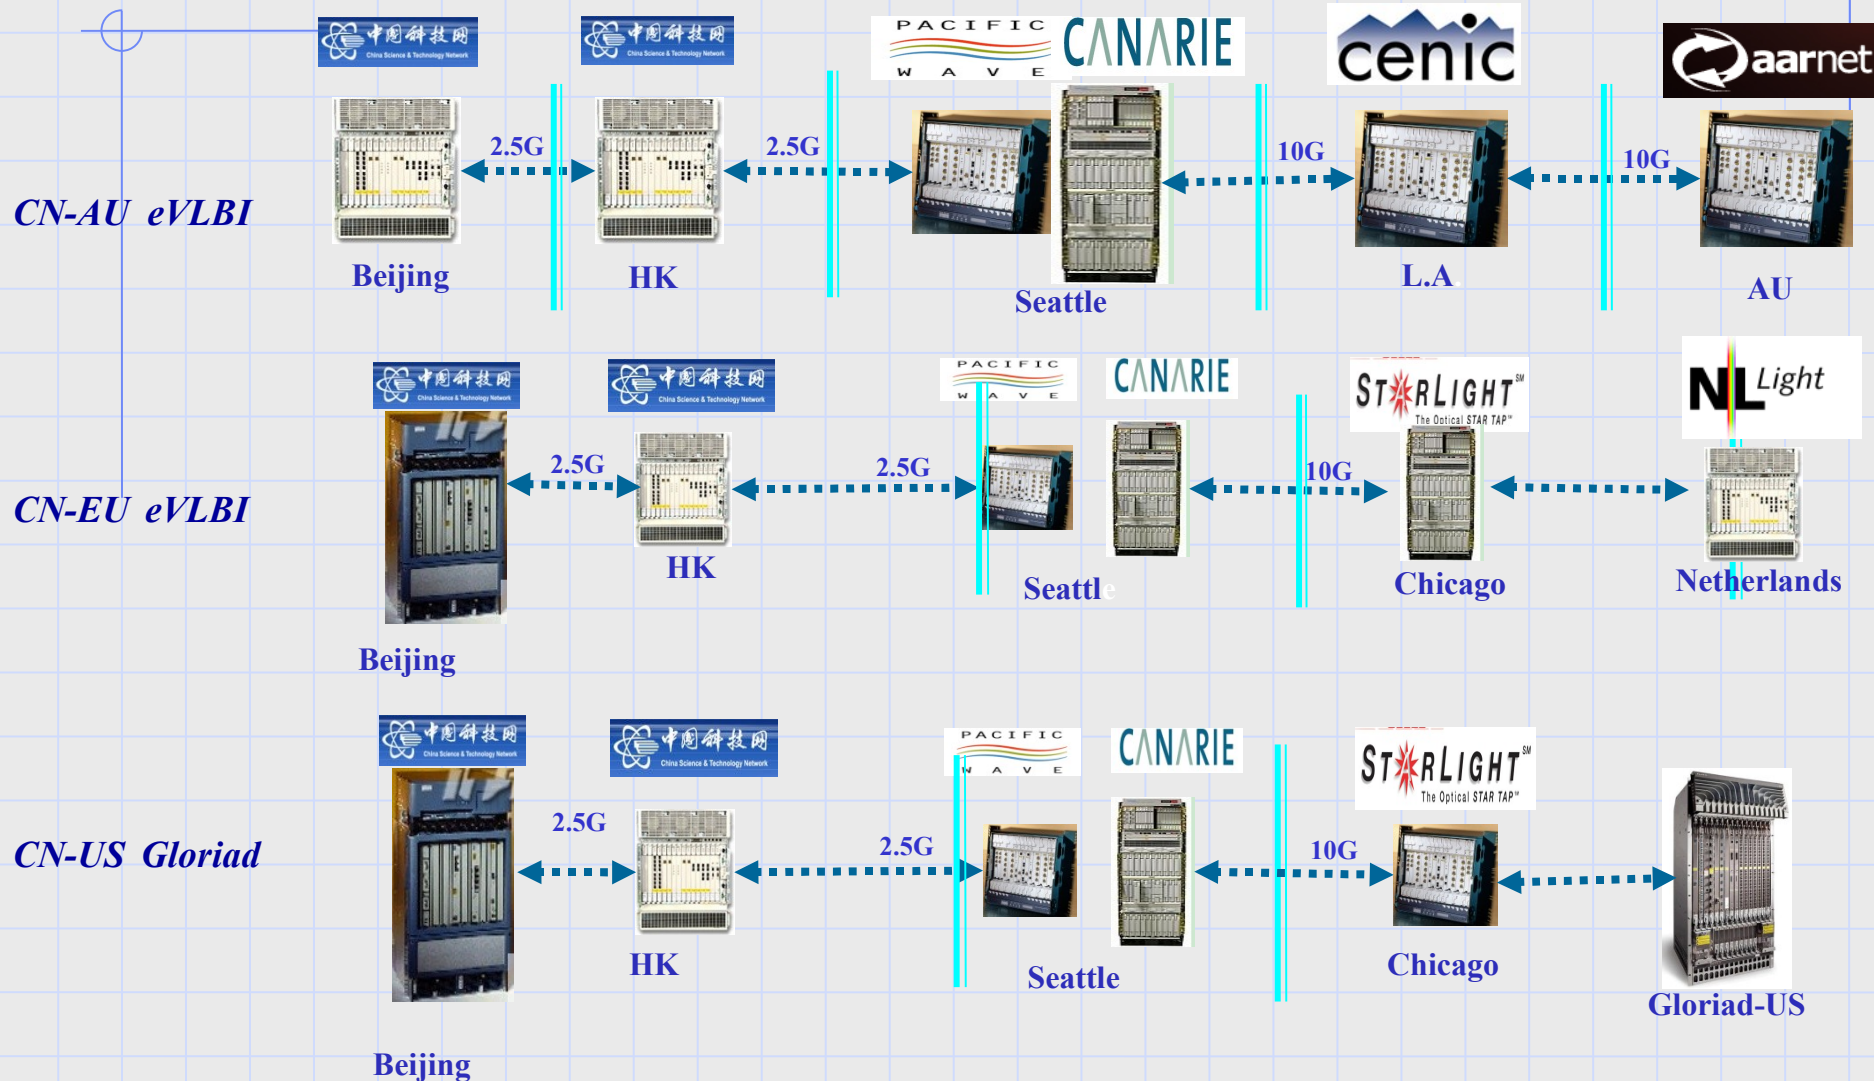 中国科技网
China Science & Technology Network
中国科技网
China Science & Technology Network
PACIFIC
WAVE
CANARIE
cenic
aarnet
2.5G
2.5G
10G
10G
CN-AU eVLBI
Beijing
HK
Seattle
L.A.
AU
中国科技网
China Science & Technology Network
中国科技网
China Science & Technology Network
PACIFIC
WAVE
CANARIE
STARLIGHT SM
The Optical STAR TAP™
NL Light
2.5G
2.5G
10G
CN-EU eVLBI
HK
Seattle
Chicago
Netherlands
Beijing
中国科技网
China Science & Technology Network
中国科技网
China Science & Technology Network
PACIFIC
WAVE
CANARIE
STARLIGHT SM
The Optical STAR TAP™
2.5G
2.5G
10G
CN-US Gloriad
HK
Seattle
Chicago
Gloriad-US
Beijing